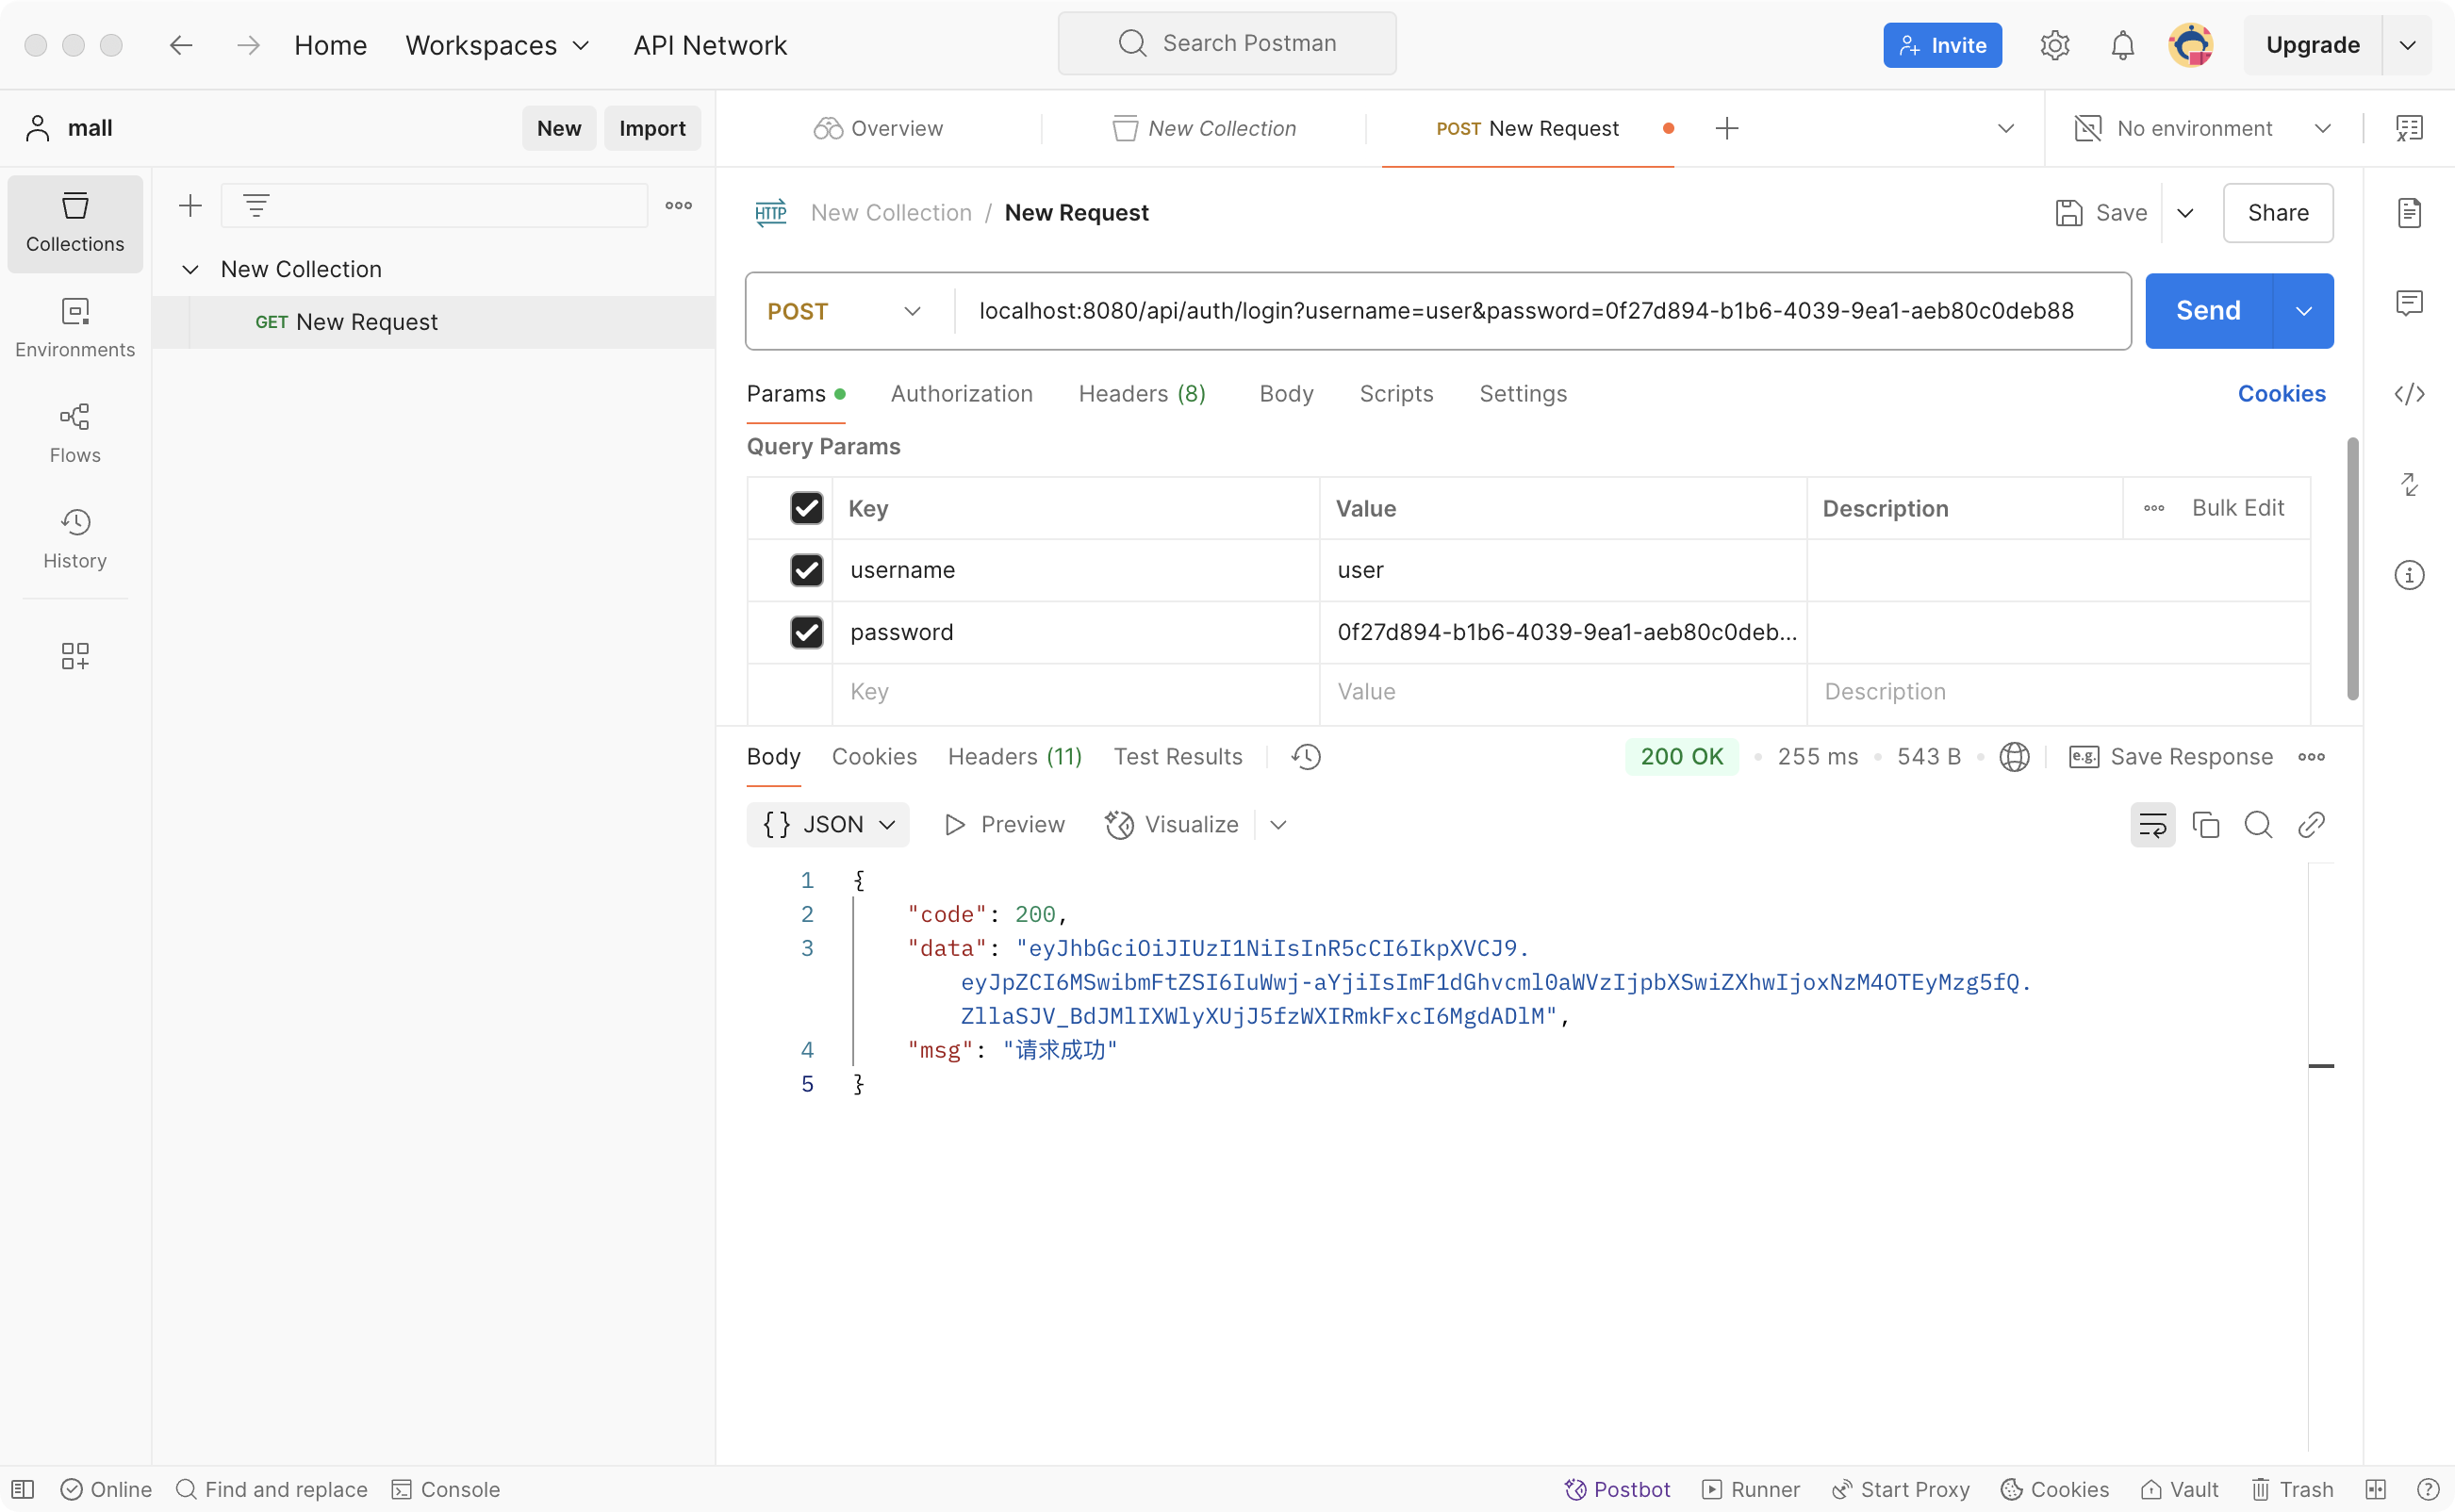 Home Workspaces API Network Search Postman Invite Upgrade
mall New Import Overview New Collection POST New Request No environment
Collections
Environments
Flows
History
New Collection
GET New Request
HTTP New Collection / New Request Save Share
POST localhost:8080/api/auth/login?username=user&password=0f27d894-b1b6-4039-9ea1-aeb80c0deb88 Send
Params Authorization Headers (8) Body Scripts Settings Cookies
Query Params
Key Value Description Bulk Edit
username user
password 0f27d894-b1b6-4039-9ea1-aeb80c0deb...
Key Value Description
Body Cookies Headers (11) Test Results 200 OK 255 ms 543 B e.g. Save Response
{} JSON Preview Visualize
1 {
2 "code": 200,
3 "data": "eyJhbGciOiJIUzI1NiIsInR5cCI6IkpXVCJ9.
eyJpZCI6MSwibmFtZSI6IuWwj-aYjiIsImF1dGhvcml0aWVzIjpbXSwiZXhwIjoxNzM4OTEyMzg5fQ.
ZllaSJV_BdJMlIXWlyXUjJ5fzWXIRmkFxcI6MgdADlM",
4 "msg": "请求成功"
5 }
Online Find and replace Console Postbot Runner Start Proxy Cookies Vault Trash